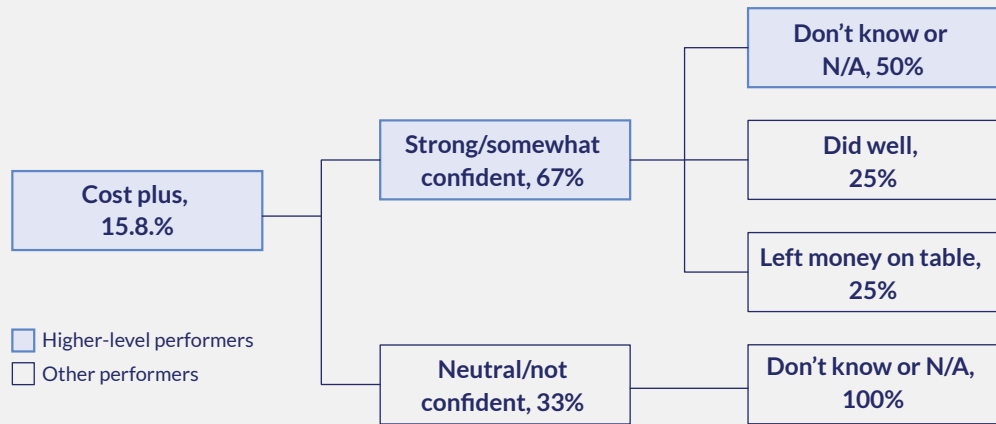 Don't know or
N/A, 50%
Strong/somewhat
confident, 67%
Did well,
25%
Cost plus,
15.8.%
Left money on table,
25%
Higher-level performers
Other performers
Neutral/not
confident, 33%
Don't know or N/A,
100%